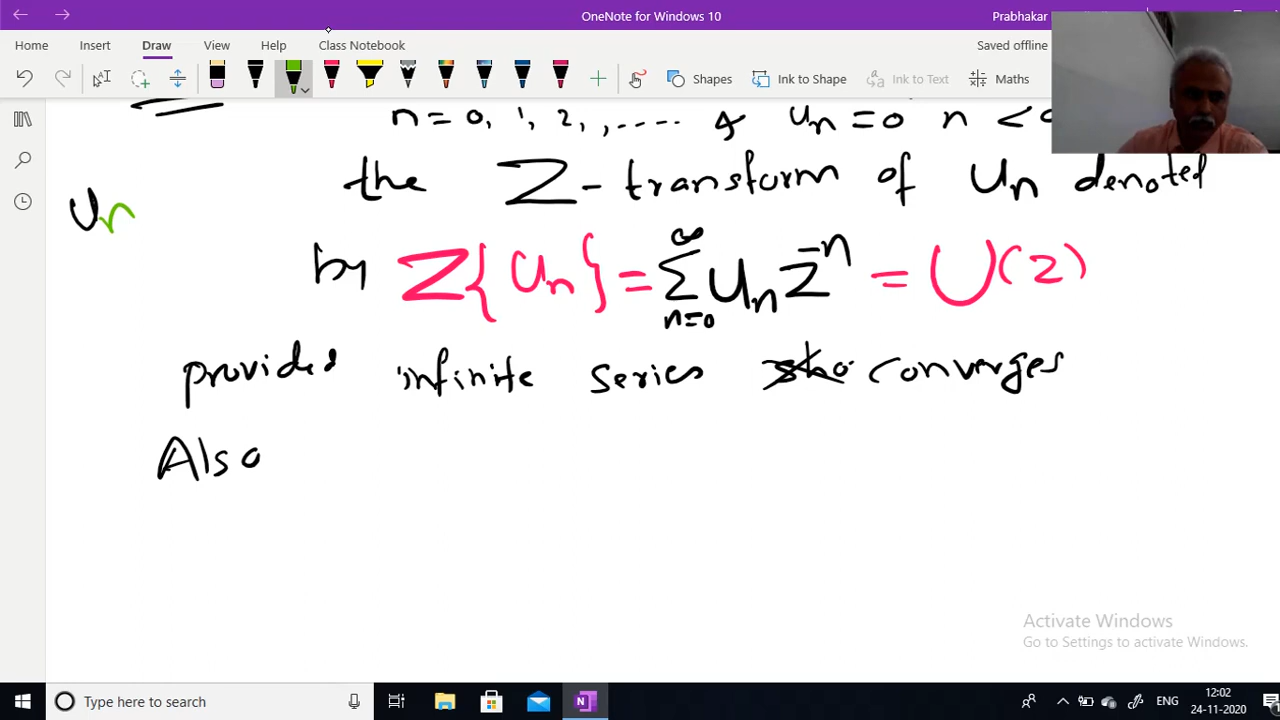 OneNote for Windows 10
Prabhakar
Home Insert Draw View Help Class Notebook Saved offline
Shapes Ink to Shape Ink to Text Maths
n = 0, 1, 2, , ..... & un = 0 n <
the Z - transform of Un denoted
Un
by Z{Un} = ∑_{n=0}^{∞} Un z^{-n} = U(z)
provided infinite series converges
Also
Activate Windows
Go to Settings to activate Windows.
Type here to search
ENG
12:02
24-11-2020